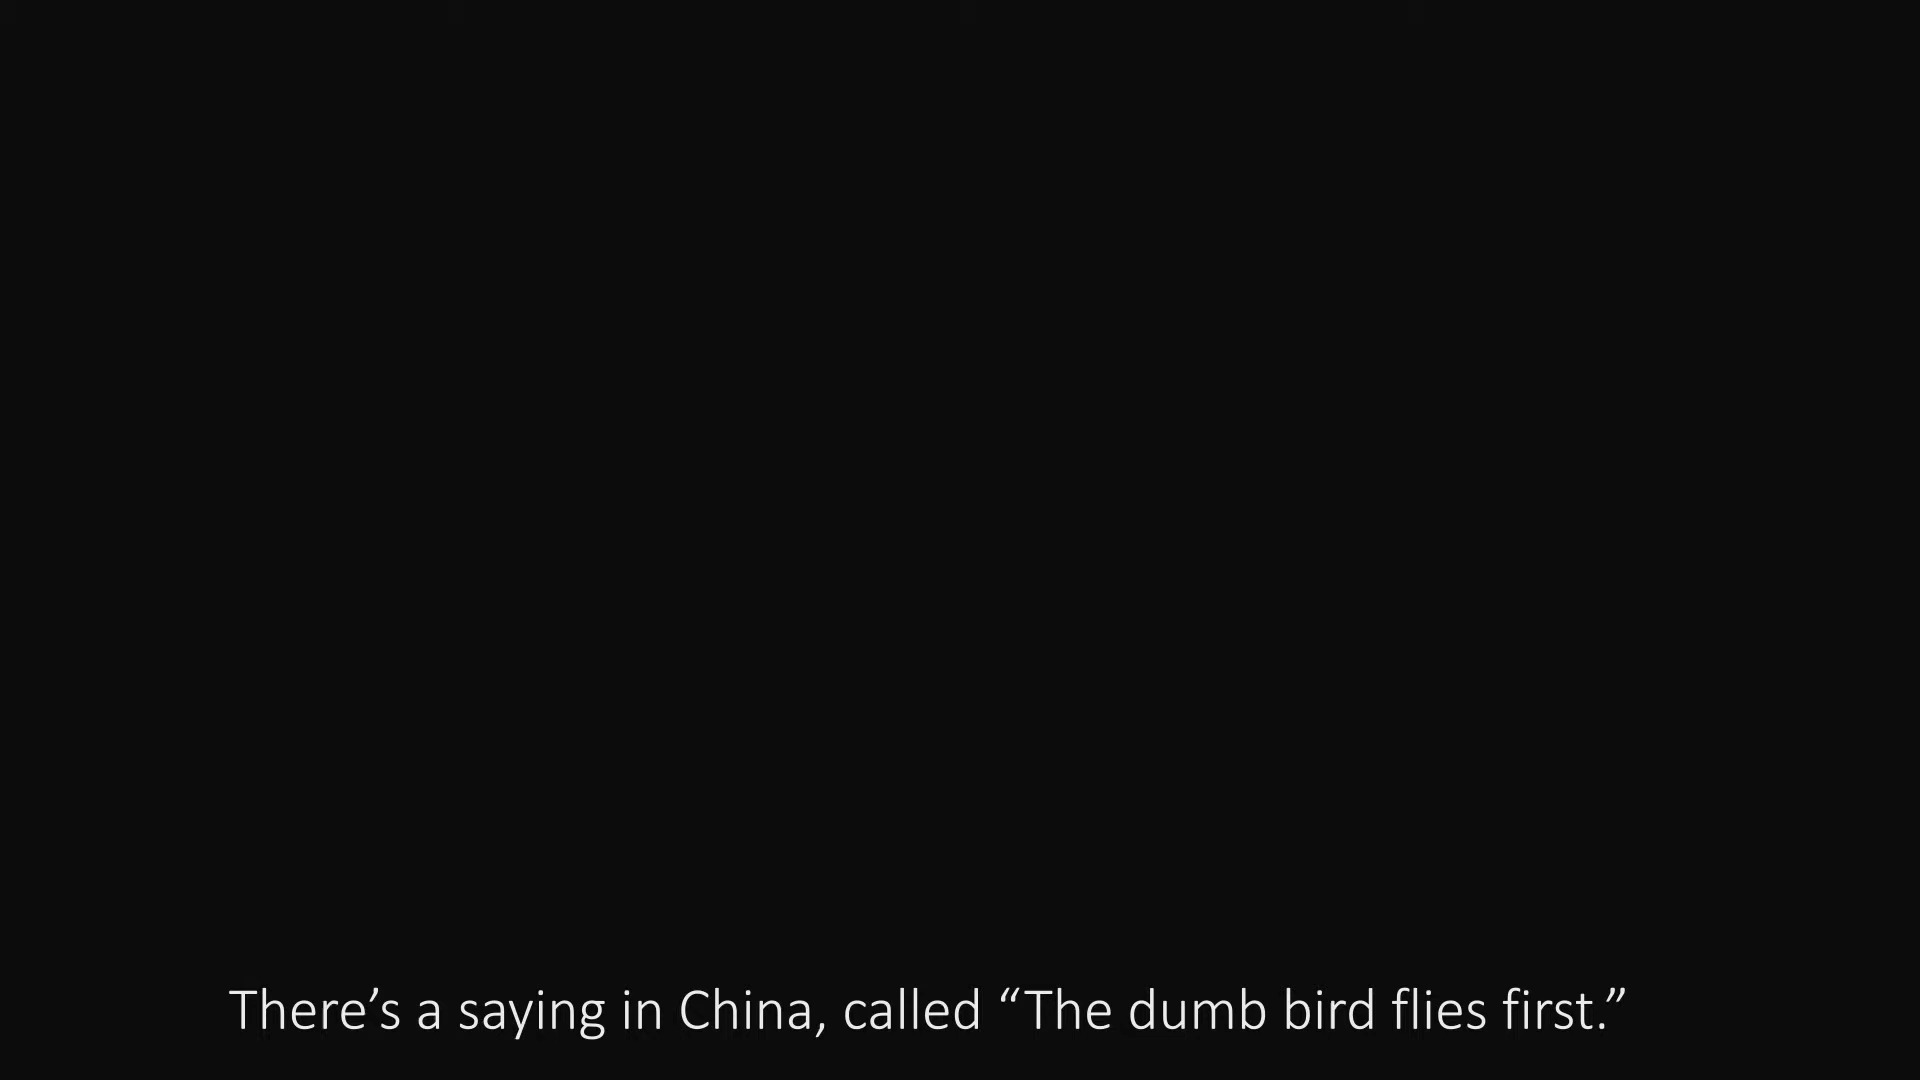 There’s a saying in China, called “The dumb bird flies first.”